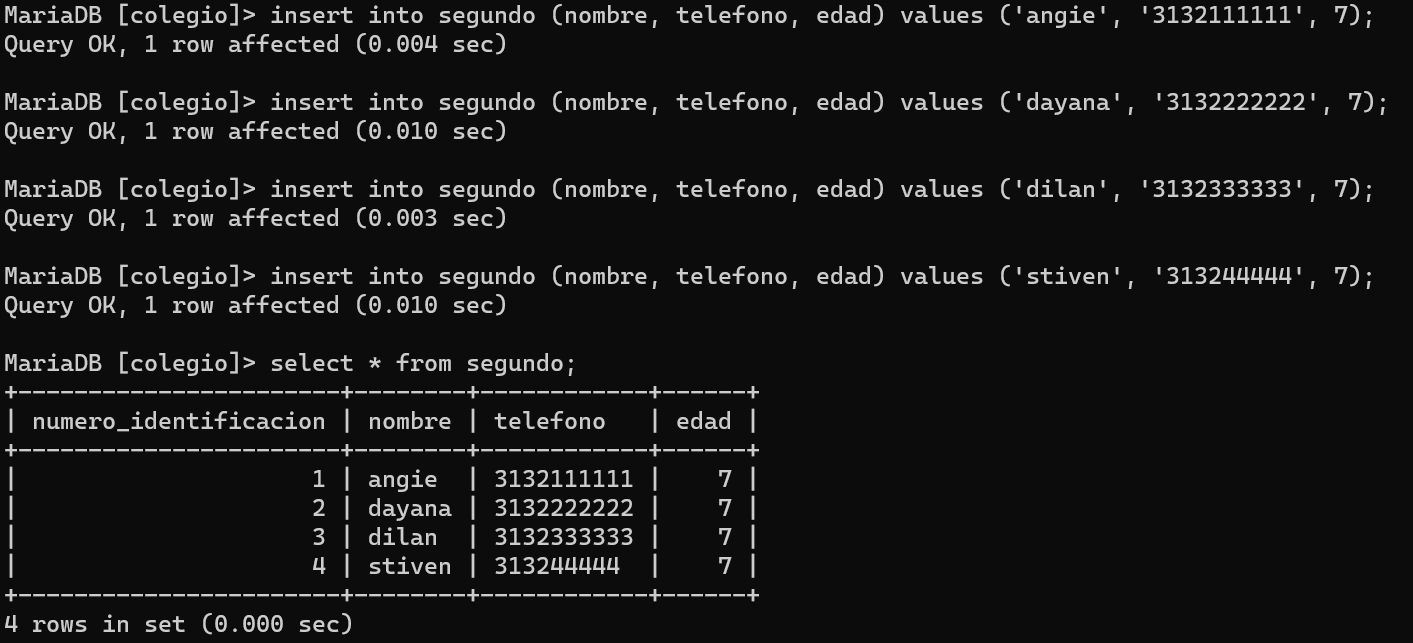 MariaDB [colegio]> insert into segundo (nombre, telefono, edad) values ('angie', '3132111111', 7);
Query OK, 1 row affected (0.004 sec)

MariaDB [colegio]> insert into segundo (nombre, telefono, edad) values ('dayana', '3132222222', 7);
Query OK, 1 row affected (0.010 sec)

MariaDB [colegio]> insert into segundo (nombre, telefono, edad) values ('dilan', '3132333333', 7);
Query OK, 1 row affected (0.003 sec)

MariaDB [colegio]> insert into segundo (nombre, telefono, edad) values ('stiven', '313244444', 7);
Query OK, 1 row affected (0.010 sec)

MariaDB [colegio]> select * from segundo;
+-----------------------+--------+------------+------+
| numero_identificacion | nombre | telefono   | edad |
+-----------------------+--------+------------+------+
|                     1 | angie  | 3132111111 |    7 |
|                     2 | dayana | 3132222222 |    7 |
|                     3 | dilan  | 3132333333 |    7 |
|                     4 | stiven | 313244444  |    7 |
+-----------------------+--------+------------+------+
4 rows in set (0.000 sec)